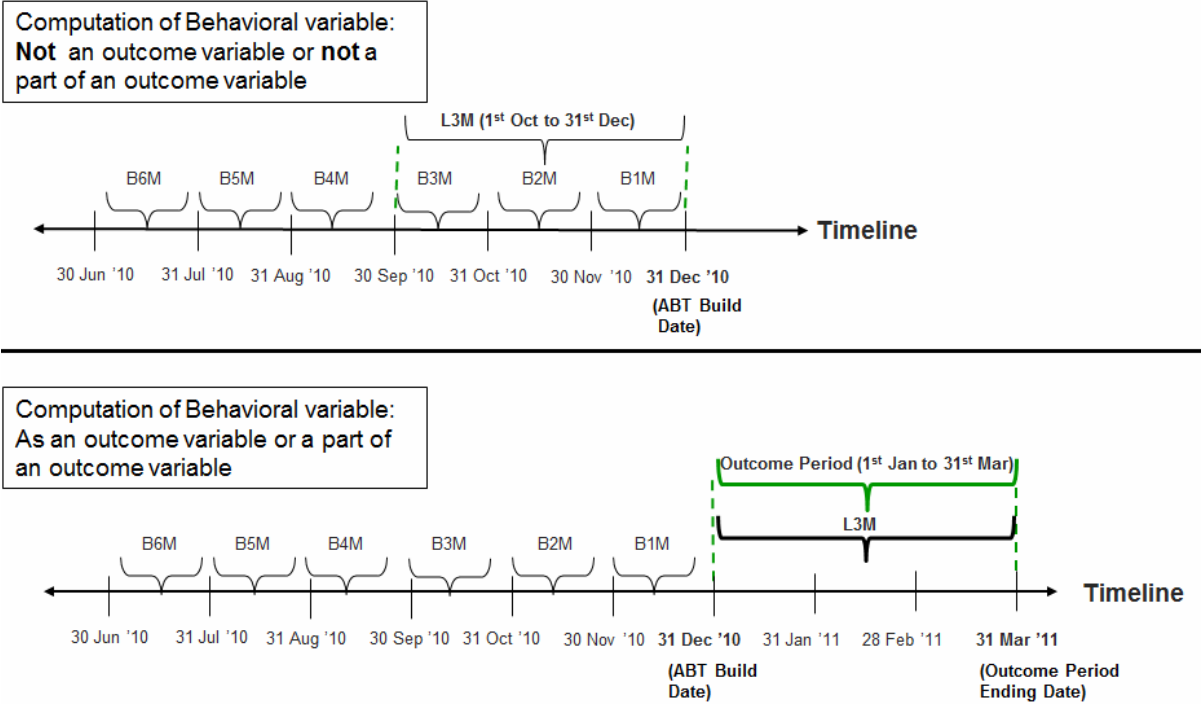 Computation of Behavioral variable:
Not an outcome variable or not a
part of an outcome variable
L3M (1st Oct to 31st Dec)
B6M B5M B4M B3M B2M B1M
Timeline
30 Jun '10 31 Jul '10 31 Aug '10 30 Sep '10 31 Oct '10 30 Nov '10 31 Dec '10
(ABT Build
Date)
Computation of Behavioral variable:
As an outcome variable or a part of
an outcome variable
Outcome Period (1st Jan to 31st Mar)
L3M
B6M B5M B4M B3M B2M B1M
Timeline
30 Jun '10 31 Jul '10 31 Aug '10 30 Sep '10 31 Oct '10 30 Nov '10 31 Dec '10 31 Jan '11 28 Feb '11 31 Mar '11
(ABT Build (Outcome Period
Date) Ending Date)